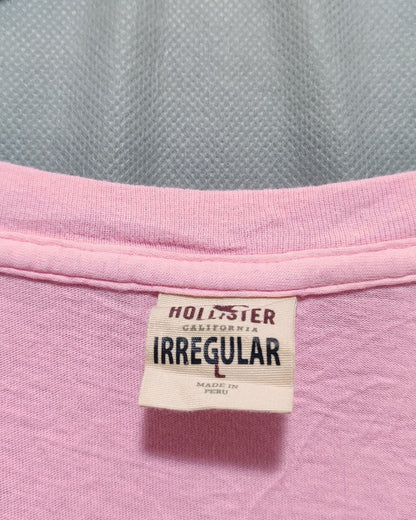 HOLLISTER
CALIFORNIA
IRREGULAR
L
MADE IN
PERU